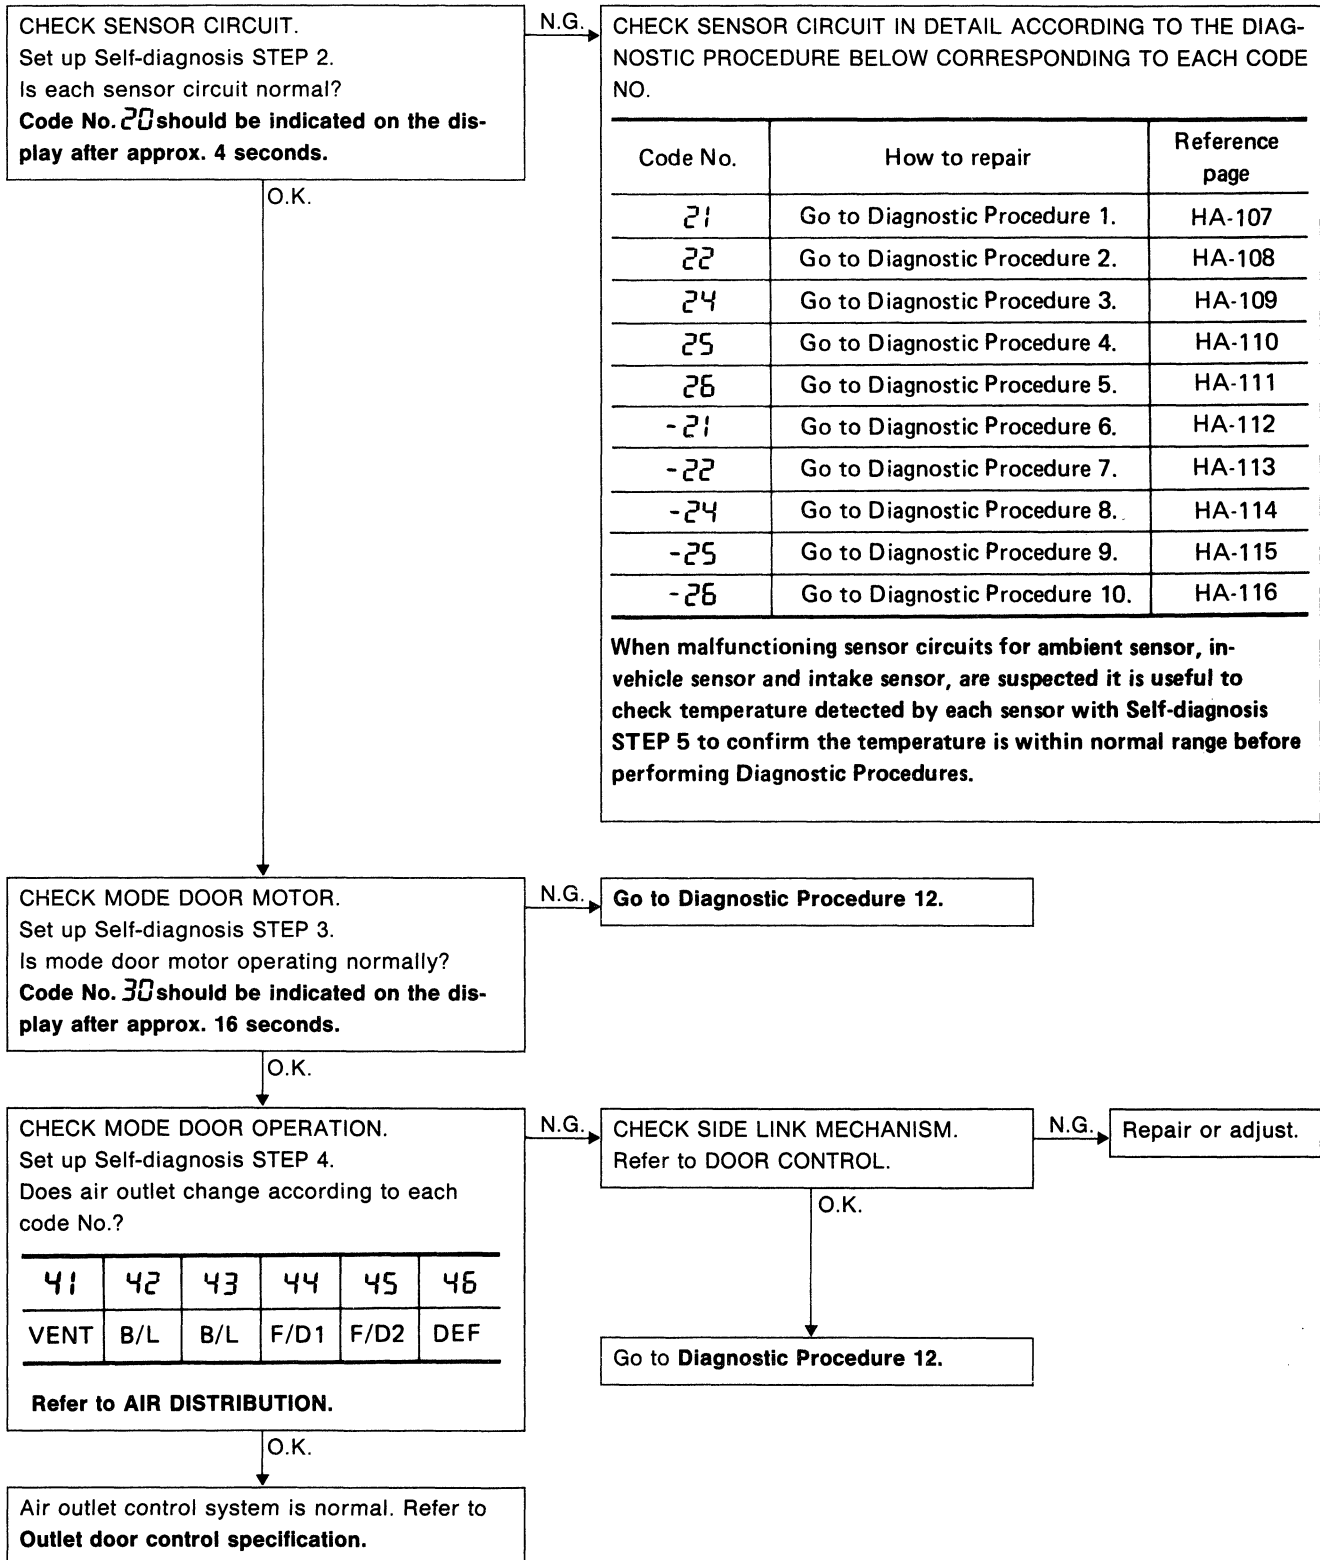 CHECK SENSOR CIRCUIT.
Set up Self-diagnosis STEP 2.
Is each sensor circuit normal?
Code No. 20 should be indicated on the dis-
play after approx. 4 seconds.
N.G.
CHECK SENSOR CIRCUIT IN DETAIL ACCORDING TO THE DIAG-
NOSTIC PROCEDURE BELOW CORRESPONDING TO EACH CODE
NO.
Code No. How to repair Reference page
21 Go to Diagnostic Procedure 1. HA-107
22 Go to Diagnostic Procedure 2. HA-108
24 Go to Diagnostic Procedure 3. HA-109
25 Go to Diagnostic Procedure 4. HA-110
26 Go to Diagnostic Procedure 5. HA-111
-21 Go to Diagnostic Procedure 6. HA-112
-22 Go to Diagnostic Procedure 7. HA-113
-24 Go to Diagnostic Procedure 8. HA-114
-25 Go to Diagnostic Procedure 9. HA-115
-26 Go to Diagnostic Procedure 10. HA-116
When malfunctioning sensor circuits for ambient sensor, in-
vehicle sensor and intake sensor, are suspected it is useful to
check temperature detected by each sensor with Self-diagnosis
STEP 5 to confirm the temperature is within normal range before
performing Diagnostic Procedures.
O.K.
CHECK MODE DOOR MOTOR.
Set up Self-diagnosis STEP 3.
Is mode door motor operating normally?
Code No. 30 should be indicated on the dis-
play after approx. 16 seconds.
N.G.
Go to Diagnostic Procedure 12.
O.K.
CHECK MODE DOOR OPERATION.
Set up Self-diagnosis STEP 4.
Does air outlet change according to each
code No.?
41 42 43 44 45 46
VENT B/L B/L F/D1 F/D2 DEF
Refer to AIR DISTRIBUTION.
N.G.
CHECK SIDE LINK MECHANISM.
Refer to DOOR CONTROL.
N.G.
Repair or adjust.
O.K.
Go to Diagnostic Procedure 12.
O.K.
Air outlet control system is normal. Refer to
Outlet door control specification.